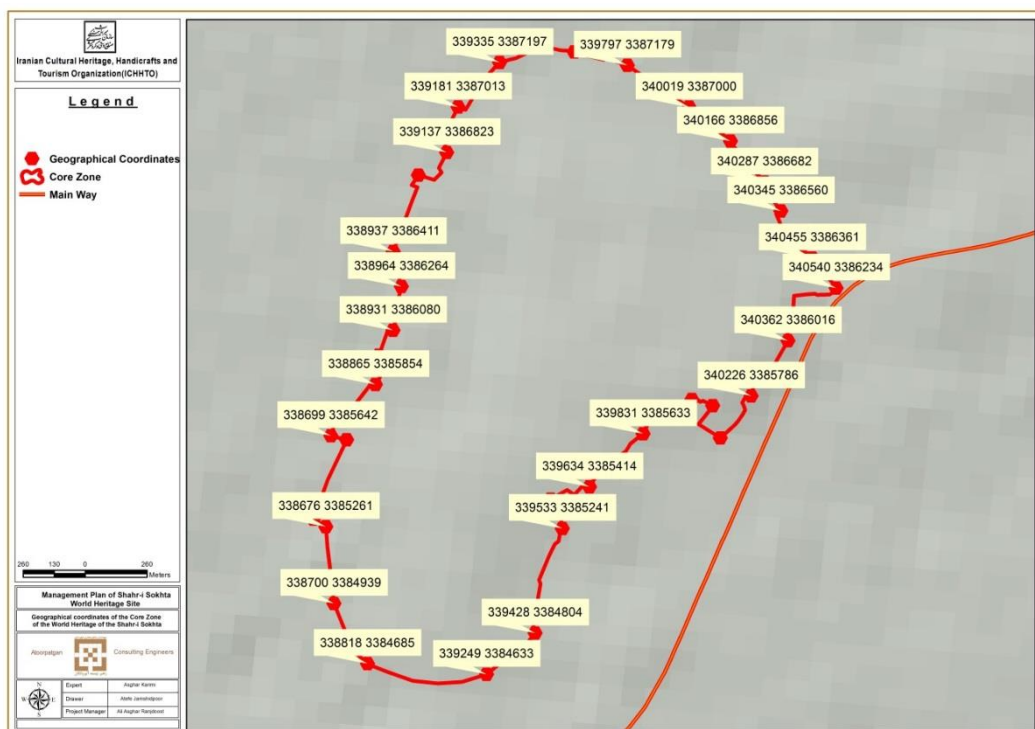 Iranian Cultural Heritage, Handicrafts and
Tourism Organization(ICHHTO)
Legend
Geographical Coordinates
Core Zone
Main Way
260 130 0 260
Meters
Management Plan of Shahr-i Sokhta
World Heritage Site
Geographical coordinates of the Core Zone
of the World Heritage of the Shahr-i Sokhta
Consulting Engineers
N
W E
S
Expert
Drawer
Project Manager
339335 3387197
339797 3387179
339181 3387013
340019 3387000
339137 3386823
340166 3386856
340287 3386682
340345 3386560
338937 3386411
340455 3386361
338964 3386264
340540 3386234
338931 3386080
340362 3386016
338865 3385854
340226 3385786
338699 3385642
339831 3385633
339634 3385414
338676 3385261
339533 3385241
338700 3384939
339428 3384804
338818 3384685
339249 3384633